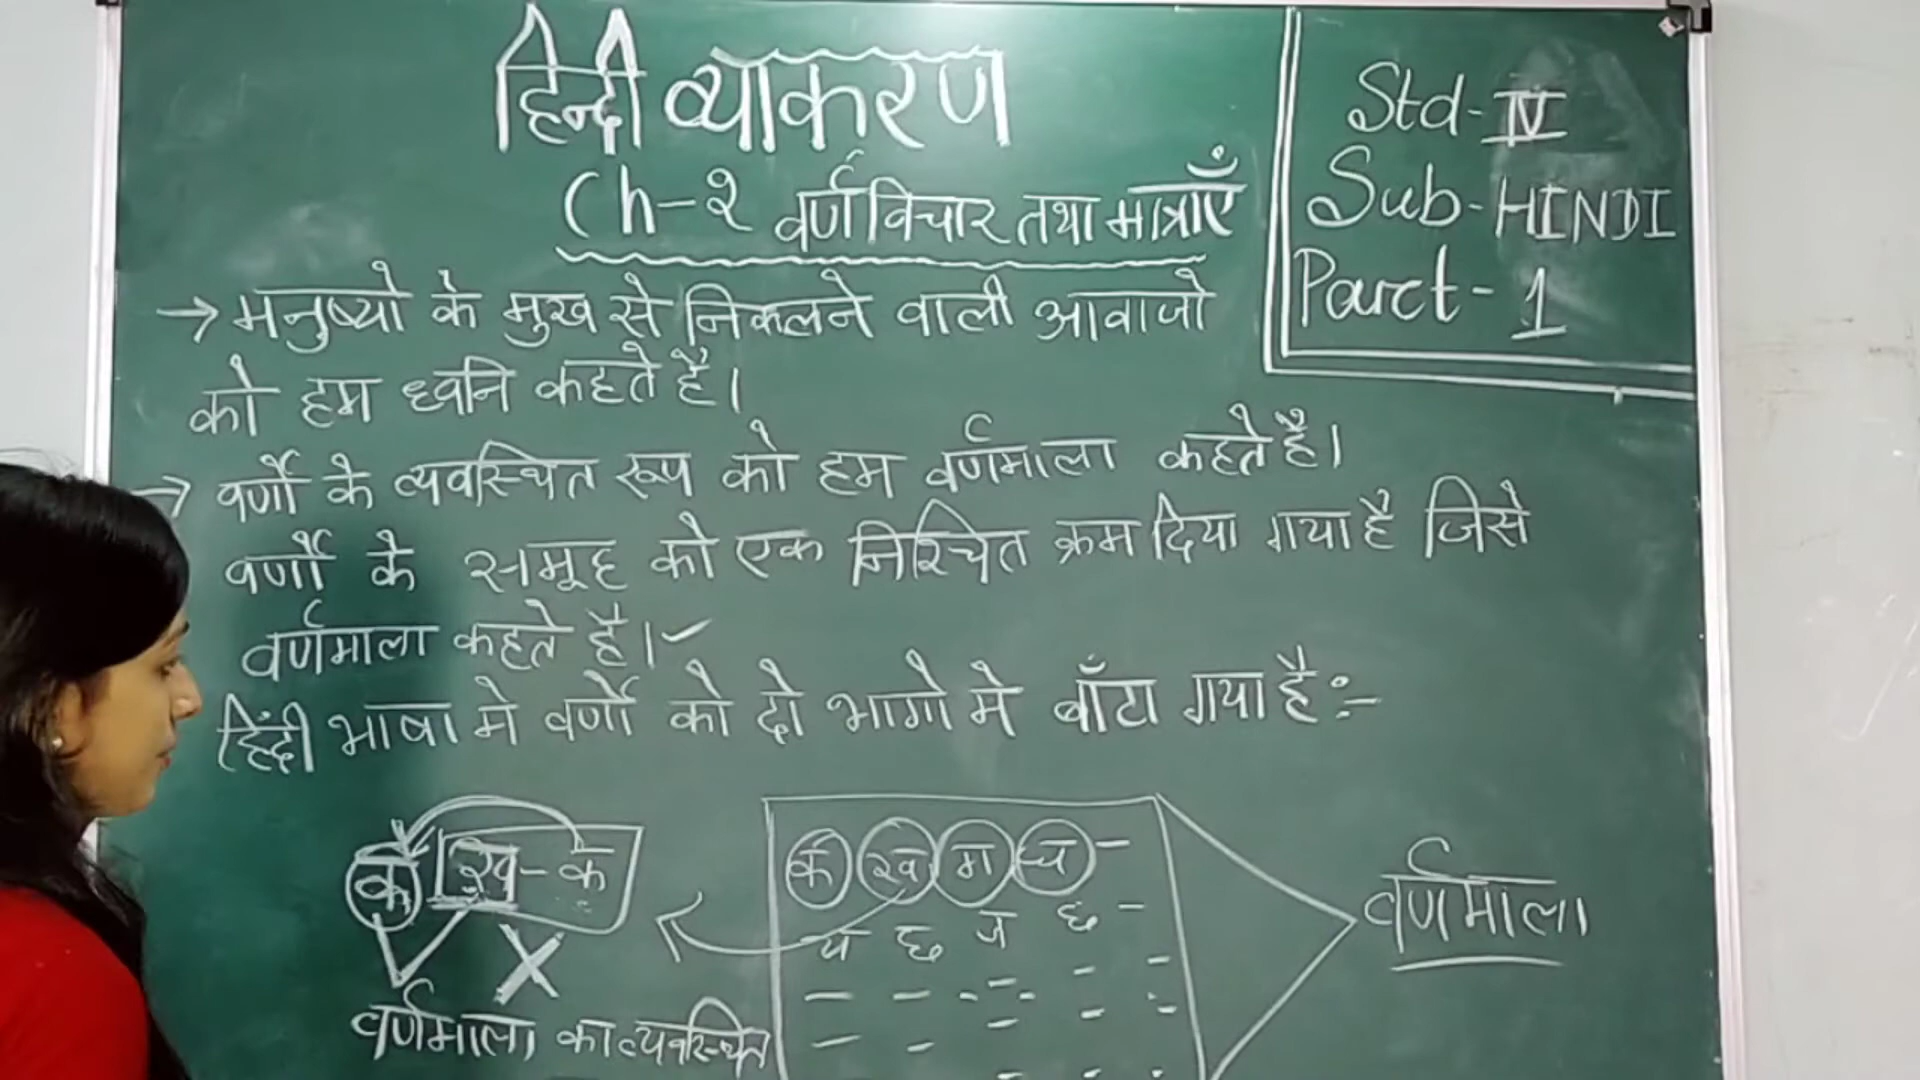 हिन्दी व्याकरण
Ch-२ वर्ण विचार तथा मात्राएँ
Std-IV
Sub-HINDI
Part-1
→ मनुष्यो के मुख से निकलने वाली आवाजो
को हम ध्वनि कहते है।
→ वर्णो के व्यवस्थित रूप को हम वर्णमाला कहते है।
वर्णो के समूह को एक निश्चित क्रम दिया गया है जिसे
वर्णमाला कहते है।
हिंदी भाषा मे वर्णो को दो भागो मे बाँटा गया है :-
क ख - क
क ख ग घ -
च छ ज छ -
वर्णमाला
वर्णमाला का व्यवस्थित